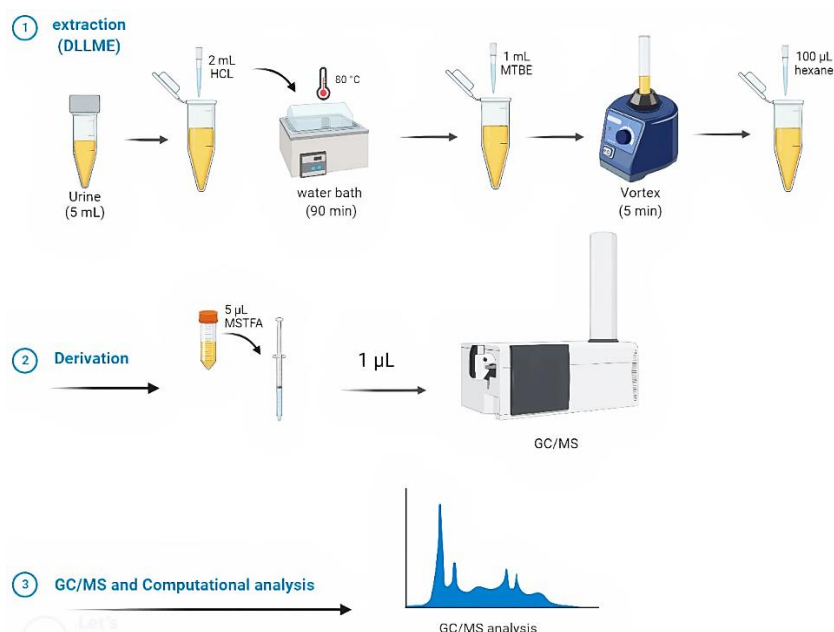 1
extraction
(DLLME)
2 mL
HCL
80 °C
1 mL
MTBE
100 µL
hexane
Urine
(5 mL)
water bath
(90 min)
Vortex
(5 min)
2
Derivation
5 µL
MSTFA
1 µL
GC/MS
3
GC/MS and Computational analysis
GC/MS analysis
Let's